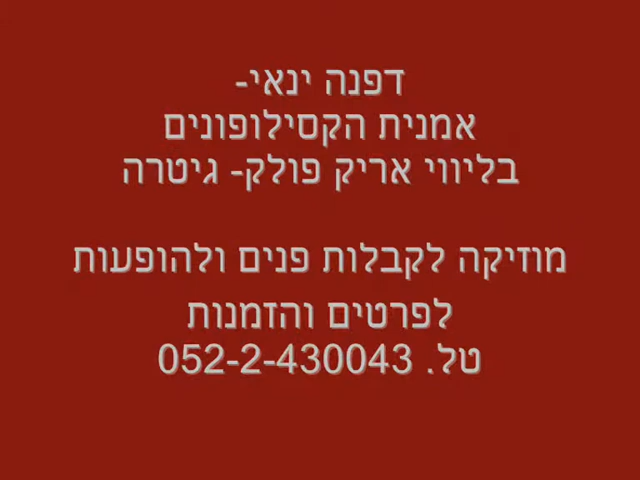 דפנה ינאי-
אמנית הקסילופונים
בליווי אריק פולק- גיטרה
מוזיקה לקבלות פנים ולהופעות
לפרטים והזמנות
טל. 052-2-430043